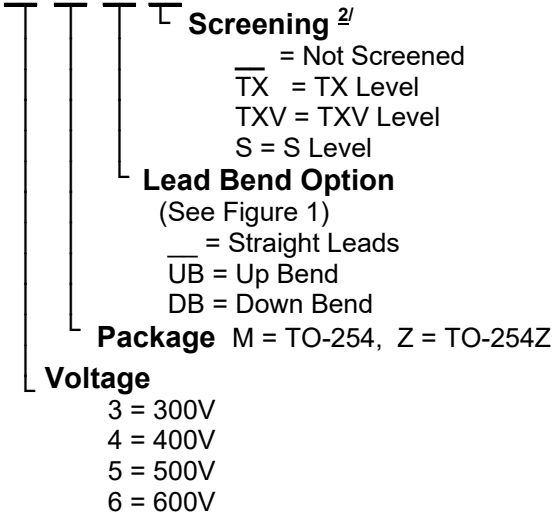 Screening 2/
__ = Not Screened
TX = TX Level
TXV = TXV Level
S = S Level
Lead Bend Option
(See Figure 1)
__ = Straight Leads
UB = Up Bend
DB = Down Bend
Package M = TO-254, Z = TO-254Z
Voltage
3 = 300V
4 = 400V
5 = 500V
6 = 600V